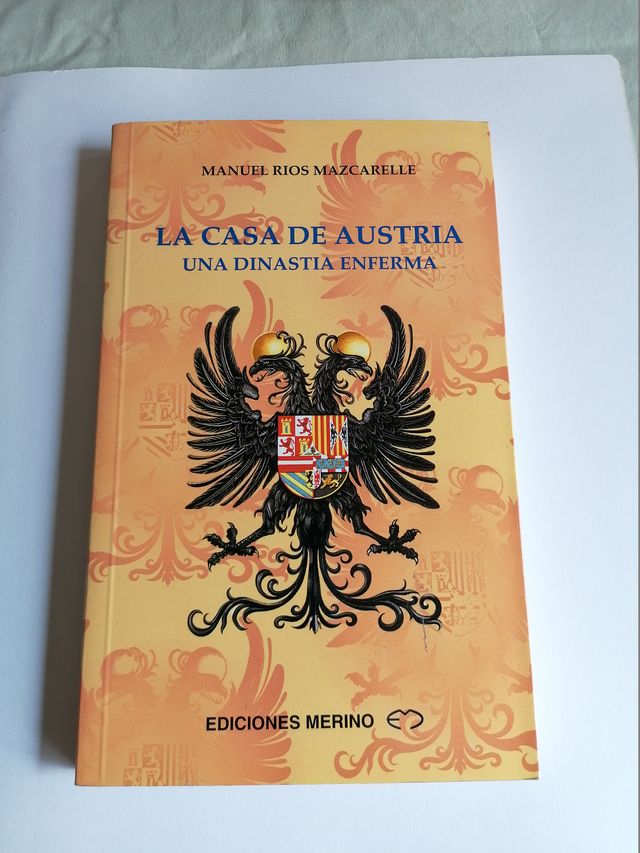 MANUEL RIOS MAZCARELLE
LA CASA DE AUSTRIA
UNA DINASTIA ENFERMA
EDICIONES MERINO